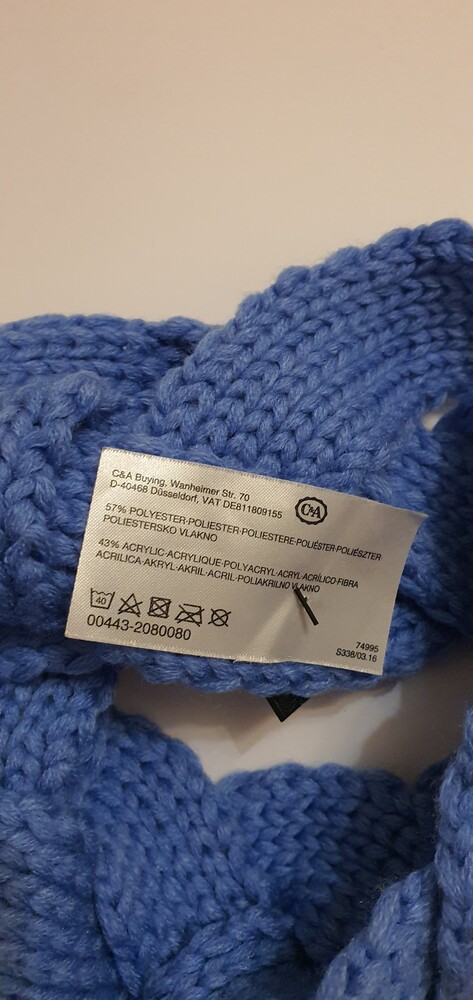 C&A Buying, Wanheimer Str. 70
D-40468 Düsseldorf, VAT DE811809155
C&A
57% POLYESTER·POLIESTER·POLIESTERE·POLIÉSTER·POLIÉSZTER
POLIESTERSKO VLAKNO
43% ACRYLIC·ACRYLIQUE·POLYACRYL·ACRYL·ACRÍLICO·FIBRA
ACRILICA·AKRYL·AKRIL·ACRIL·POLIAKRILNO VLAKNO
40
00443-2080080
74995
S338/03.16